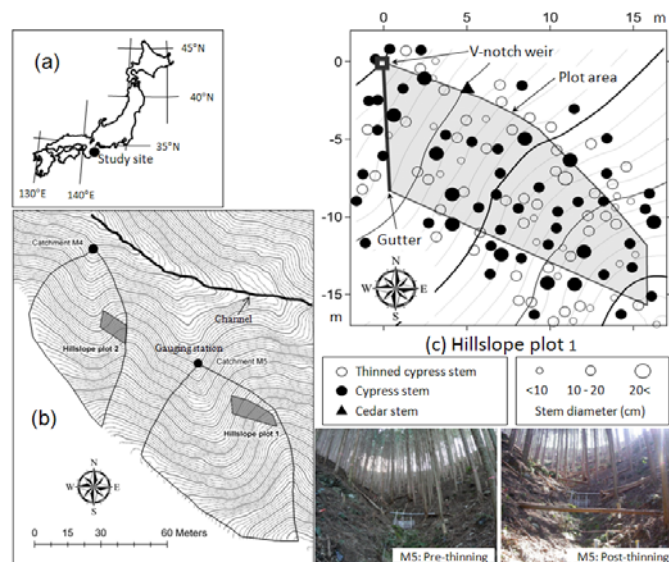 (a)
45°N
40°N
35°N
Study site
130°E
140°E
Catchment M4
Channel
Hillslope plot 2
Gauging station
Catchment M5
Hillslope plot 1
(b)
N
W E
S
0 15 30 60 Meters
0 5 10 15 m
V-notch weir
Plot area
0
-5
-10
-15
m
Gutter
N
W E
S
(c) Hillslope plot 1
Thinned cypress stem
Cypress stem
Cedar stem
<10 10 - 20 20<
Stem diameter (cm)
M5: Pre-thinning
M5: Post-thinning